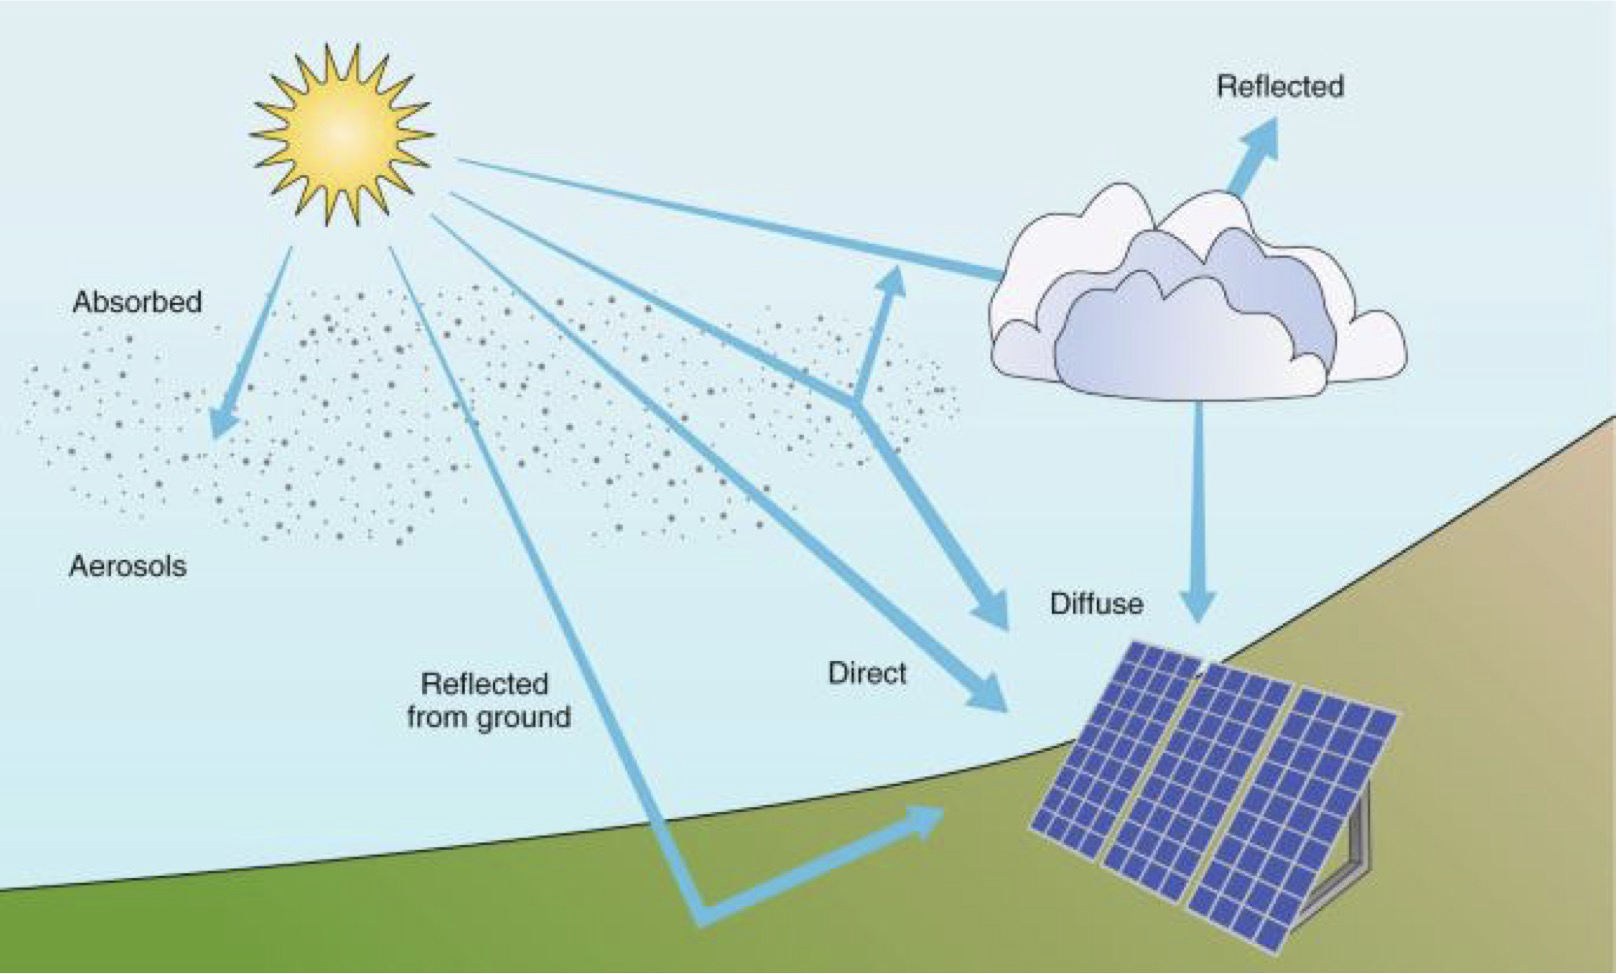 Reflected
Absorbed
Aerosols
Diffuse
Direct
Reflected
from ground